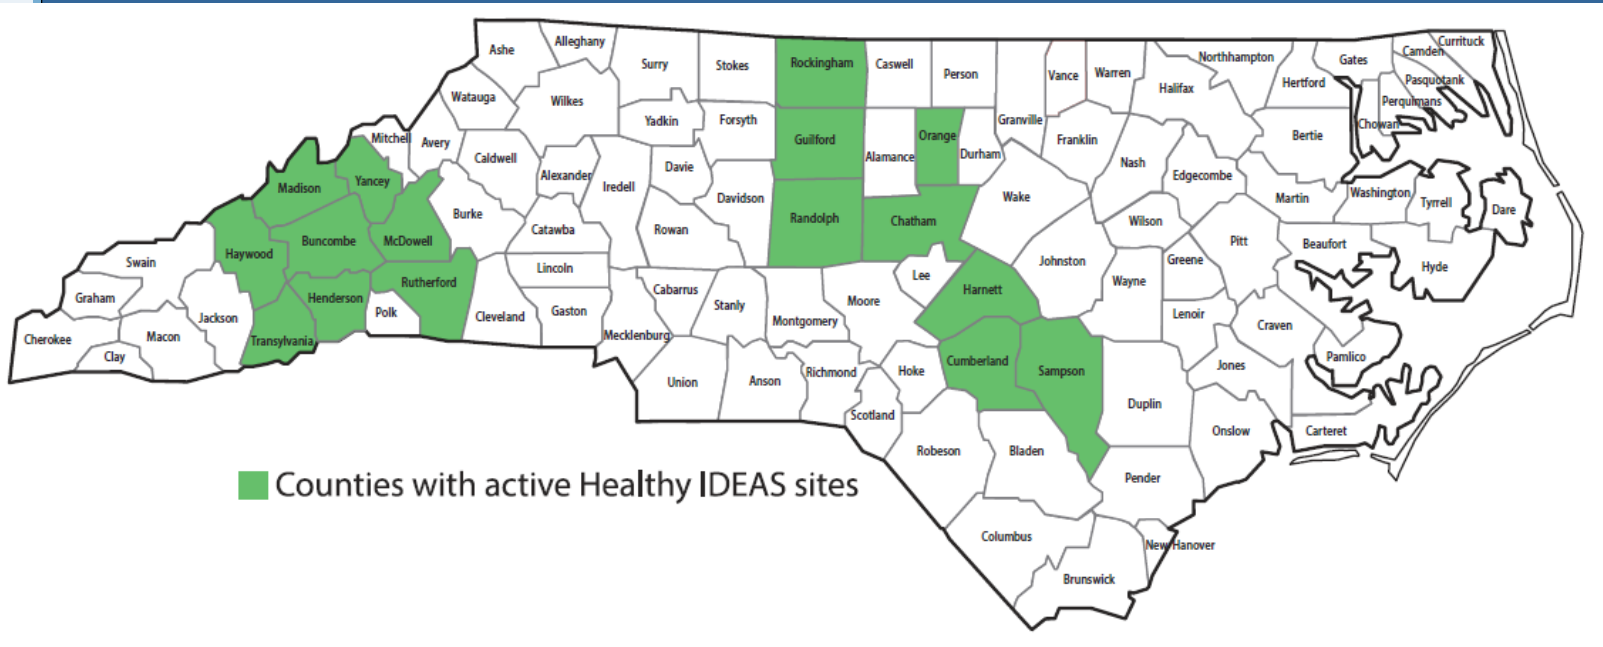 Ashe
Alleghany
Surry
Stokes
Rockingham
Caswell
Person
Vance
Warren
Northhampton
Gates
Camden
Currituck
Halifax
Hertford
Pasquotank
Watauga
Wilkes
Yadkin
Forsyth
Guilford
Alamance
Orange
Durham
Granville
Franklin
Nash
Edgecombe
Bertie
Chowan
Perquimans
Mitchell
Avery
Caldwell
Alexander
Iredell
Davie
Davidson
Randolph
Chatham
Wake
Wilson
Martin
Washington
Tyrrell
Dare
Madison
Yancey
Haywood
Buncombe
McDowell
Burke
Catawba
Rowan
Lee
Johnston
Wayne
Greene
Pitt
Beaufort
Hyde
Swain
Graham
Cherokee
Clay
Macon
Jackson
Transylvania
Henderson
Polk
Rutherford
Cleveland
Lincoln
Gaston
Mecklenburg
Cabarrus
Stanly
Montgomery
Moore
Harnett
Cumberland
Sampson
Lenoir
Craven
Pamlico
Jones
Union
Anson
Richmond
Hoke
Scotland
Duplin
Onslow
Carteret
Robeson
Bladen
Pender
Columbus
Brunswick
New Hanover
Counties with active Healthy IDEAS sites